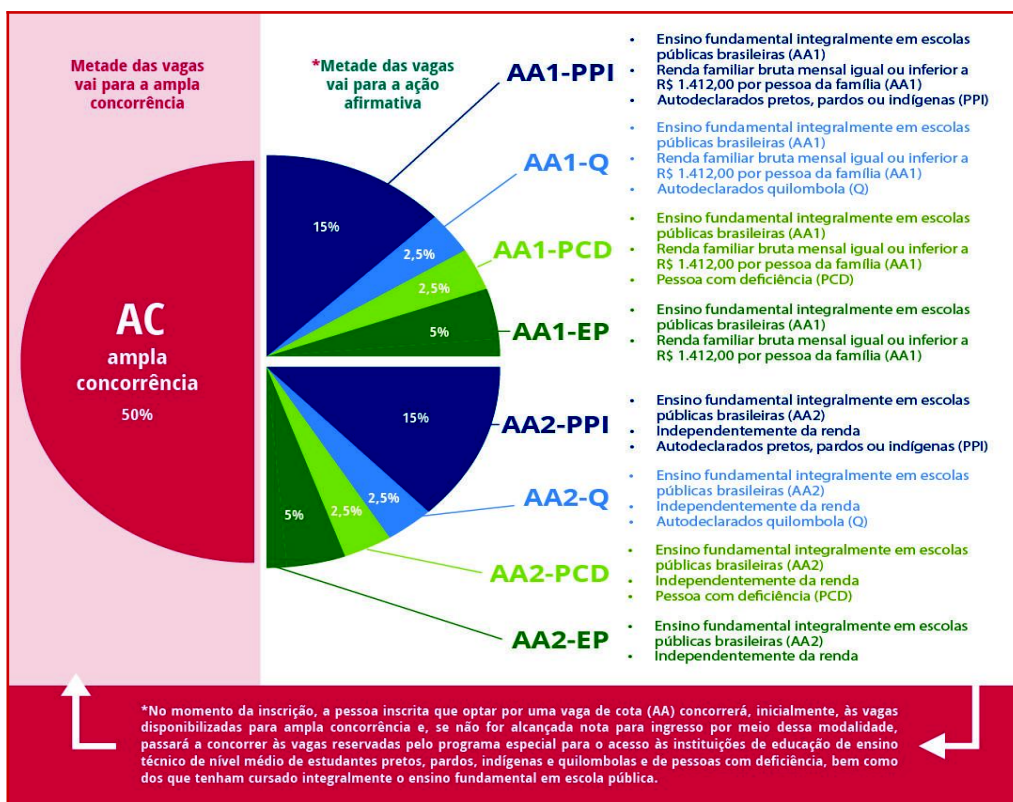 Metade das vagas
vai para a ampla
concorrência
*Metade das vagas
vai para a ação
afirmativa
AC
ampla
concorrência
50%
15%
2,5%
2,5%
5%
15%
2,5%
2,5%
5%
AA1-PPI
• Ensino fundamental integralmente em escolas
públicas brasileiras (AA1)
• Renda familiar bruta mensal igual ou inferior a
R$ 1.412,00 por pessoa da família (AA1)
• Autodeclarados pretos, pardos ou indígenas (PPI)
AA1-Q
• Ensino fundamental integralmente em escolas
públicas brasileiras (AA1)
• Renda familiar bruta mensal igual ou inferior a
R$ 1.412,00 por pessoa da família (AA1)
• Autodeclarados quilombola (Q)
AA1-PCD
• Ensino fundamental integralmente em escolas
públicas brasileiras (AA1)
• Renda familiar bruta mensal igual ou inferior a
R$ 1.412,00 por pessoa da família (AA1)
• Pessoa com deficiência (PCD)
AA1-EP
• Ensino fundamental integralmente em escolas
públicas brasileiras (AA1)
• Renda familiar bruta mensal igual ou inferior a
R$ 1.412,00 por pessoa da família (AA1)
AA2-PPI
• Ensino fundamental integralmente em escolas
públicas brasileiras (AA2)
• Independentemente da renda
• Autodeclarados pretos, pardos ou indígenas (PPI)
AA2-Q
• Ensino fundamental integralmente em escolas
públicas brasileiras (AA2)
• Independentemente da renda
• Autodeclarados quilombola (Q)
AA2-PCD
• Ensino fundamental integralmente em escolas
públicas brasileiras (AA2)
• Independentemente da renda
• Pessoa com deficiência (PCD)
AA2-EP
• Ensino fundamental integralmente em escolas
públicas brasileiras (AA2)
• Independentemente da renda
*No momento da inscrição, a pessoa inscrita que optar por uma vaga de cota (AA) concorrerá, inicialmente, às vagas
disponibilizadas para ampla concorrência e, se não for alcançada nota para ingresso por meio dessa modalidade,
passará a concorrer às vagas reservadas pelo programa especial para o acesso às instituições de educação de ensino
técnico de nível médio de estudantes pretos, pardos, indígenas e quilombolas e de pessoas com deficiência, bem como
dos que tenham cursado integralmente o ensino fundamental em escola pública.